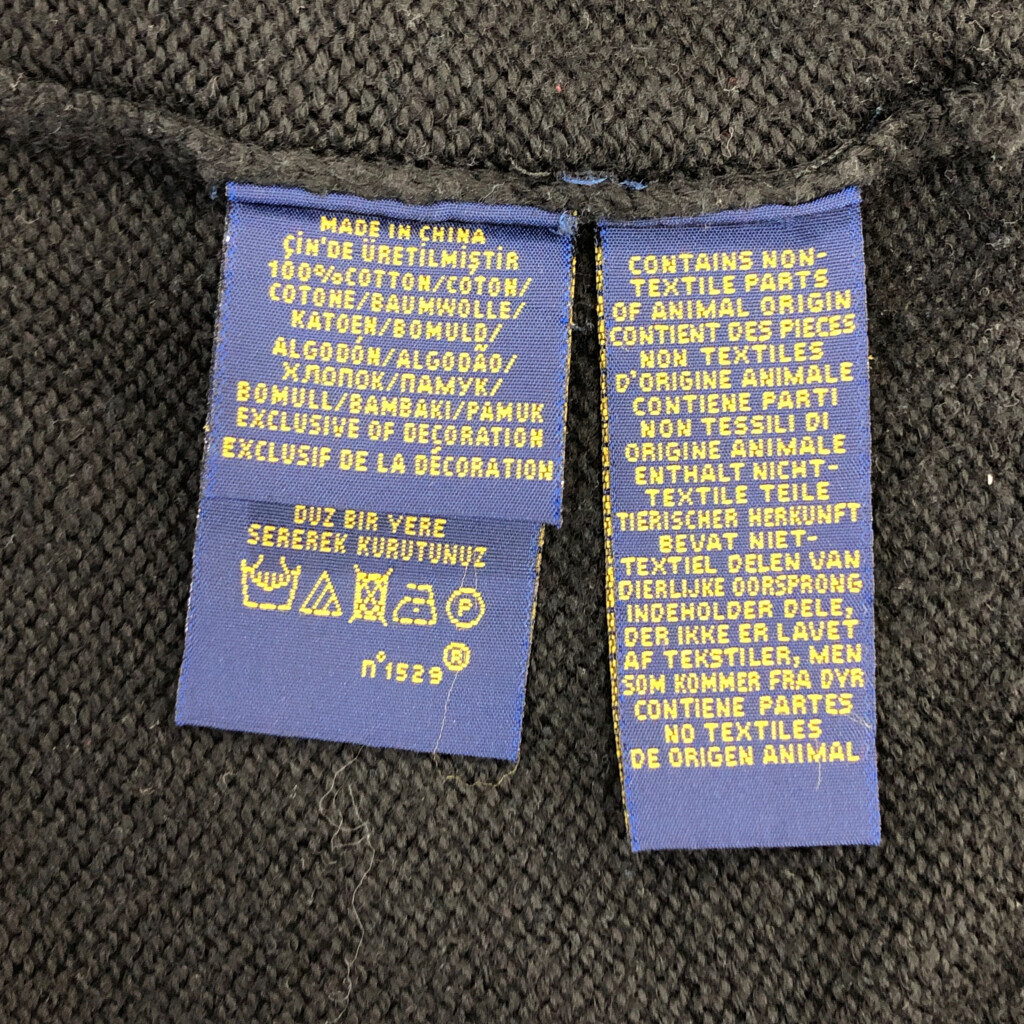 MADE IN CHINA
ÇİN'DE ÜRETİLMİŞTİR
100%COTTON/COTON/
COTONE/BAUMWOLLE/
KATOEN/BOMULD/
ALGODÓN/ALGODÃO/
ХЛОПОК/ПАМУК/
BOMULL/BAMBAKI/PAMUK
EXCLUSIVE OF DECORATION
EXCLUSIF DE LA DÉCORATION
DUZ BIR YERE
SEREREK KURUTUNUZ
P
n°1529®
CONTAINS NON-
TEXTILE PARTS
OF ANIMAL ORIGIN
CONTIENT DES PIECES
NON TEXTILES
D'ORIGINE ANIMALE
CONTIENE PARTI
NON TESSILI DI
ORIGINE ANIMALE
ENTHALT NICHT-
TEXTILE TEILE
TIERISCHER HERKUNFT
BEVAT NIET-
TEXTIEL DELEN VAN
DIERLIJKE OORSPRONG
INDEHOLDER DELE,
DER IKKE ER LAVET
AF TEKSTILER, MEN
SOM KOMMER FRA DYR
CONTIENE PARTES
NO TEXTILES
DE ORIGEN ANIMAL